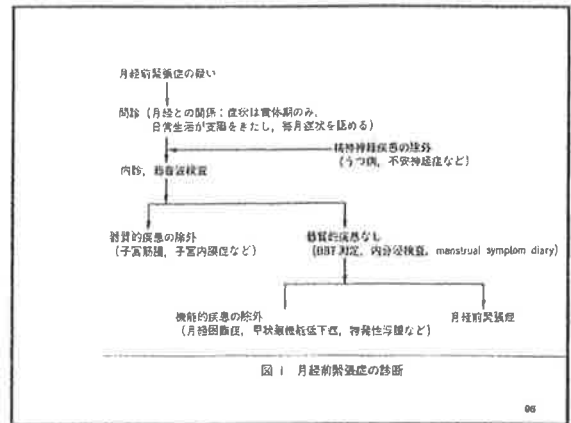 月経前緊張症の疑い
問診（月経との関係：症状は黄体期のみ，
日常生活が支障をきたし，毎月症状を認める）
精神神経疾患の除外
（うつ病，不安神経症など）
内診，超音波検査
器質的疾患の除外
（子宮筋腫，子宮内膜症など）
器質的疾患なし
（BBT測定，内分泌検査，menstrual symptom diary）
機能的疾患の除外
（月経困難症，甲状腺機能低下症，特発性浮腫など）
月経前緊張症
図 1 月経前緊張症の診断
96